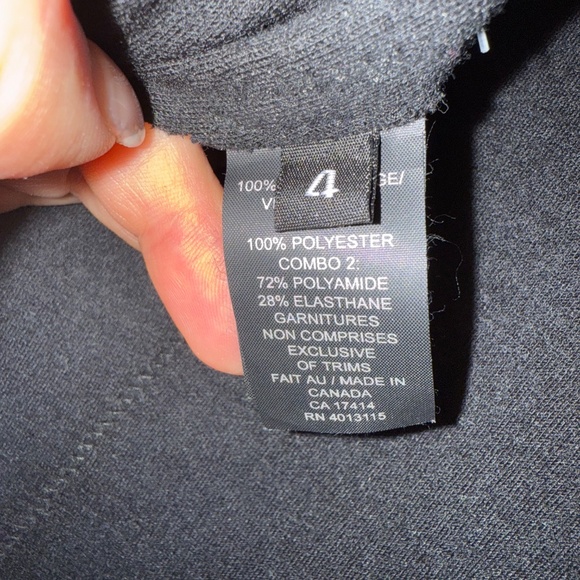 4
100%
GE/
100% POLYESTER
COMBO 2:
72% POLYAMIDE
28% ELASTHANE
GARNITURES
NON COMPRISES
EXCLUSIVE
OF TRIMS
FAIT AU / MADE IN
CANADA
CA 17414
RN 4013115